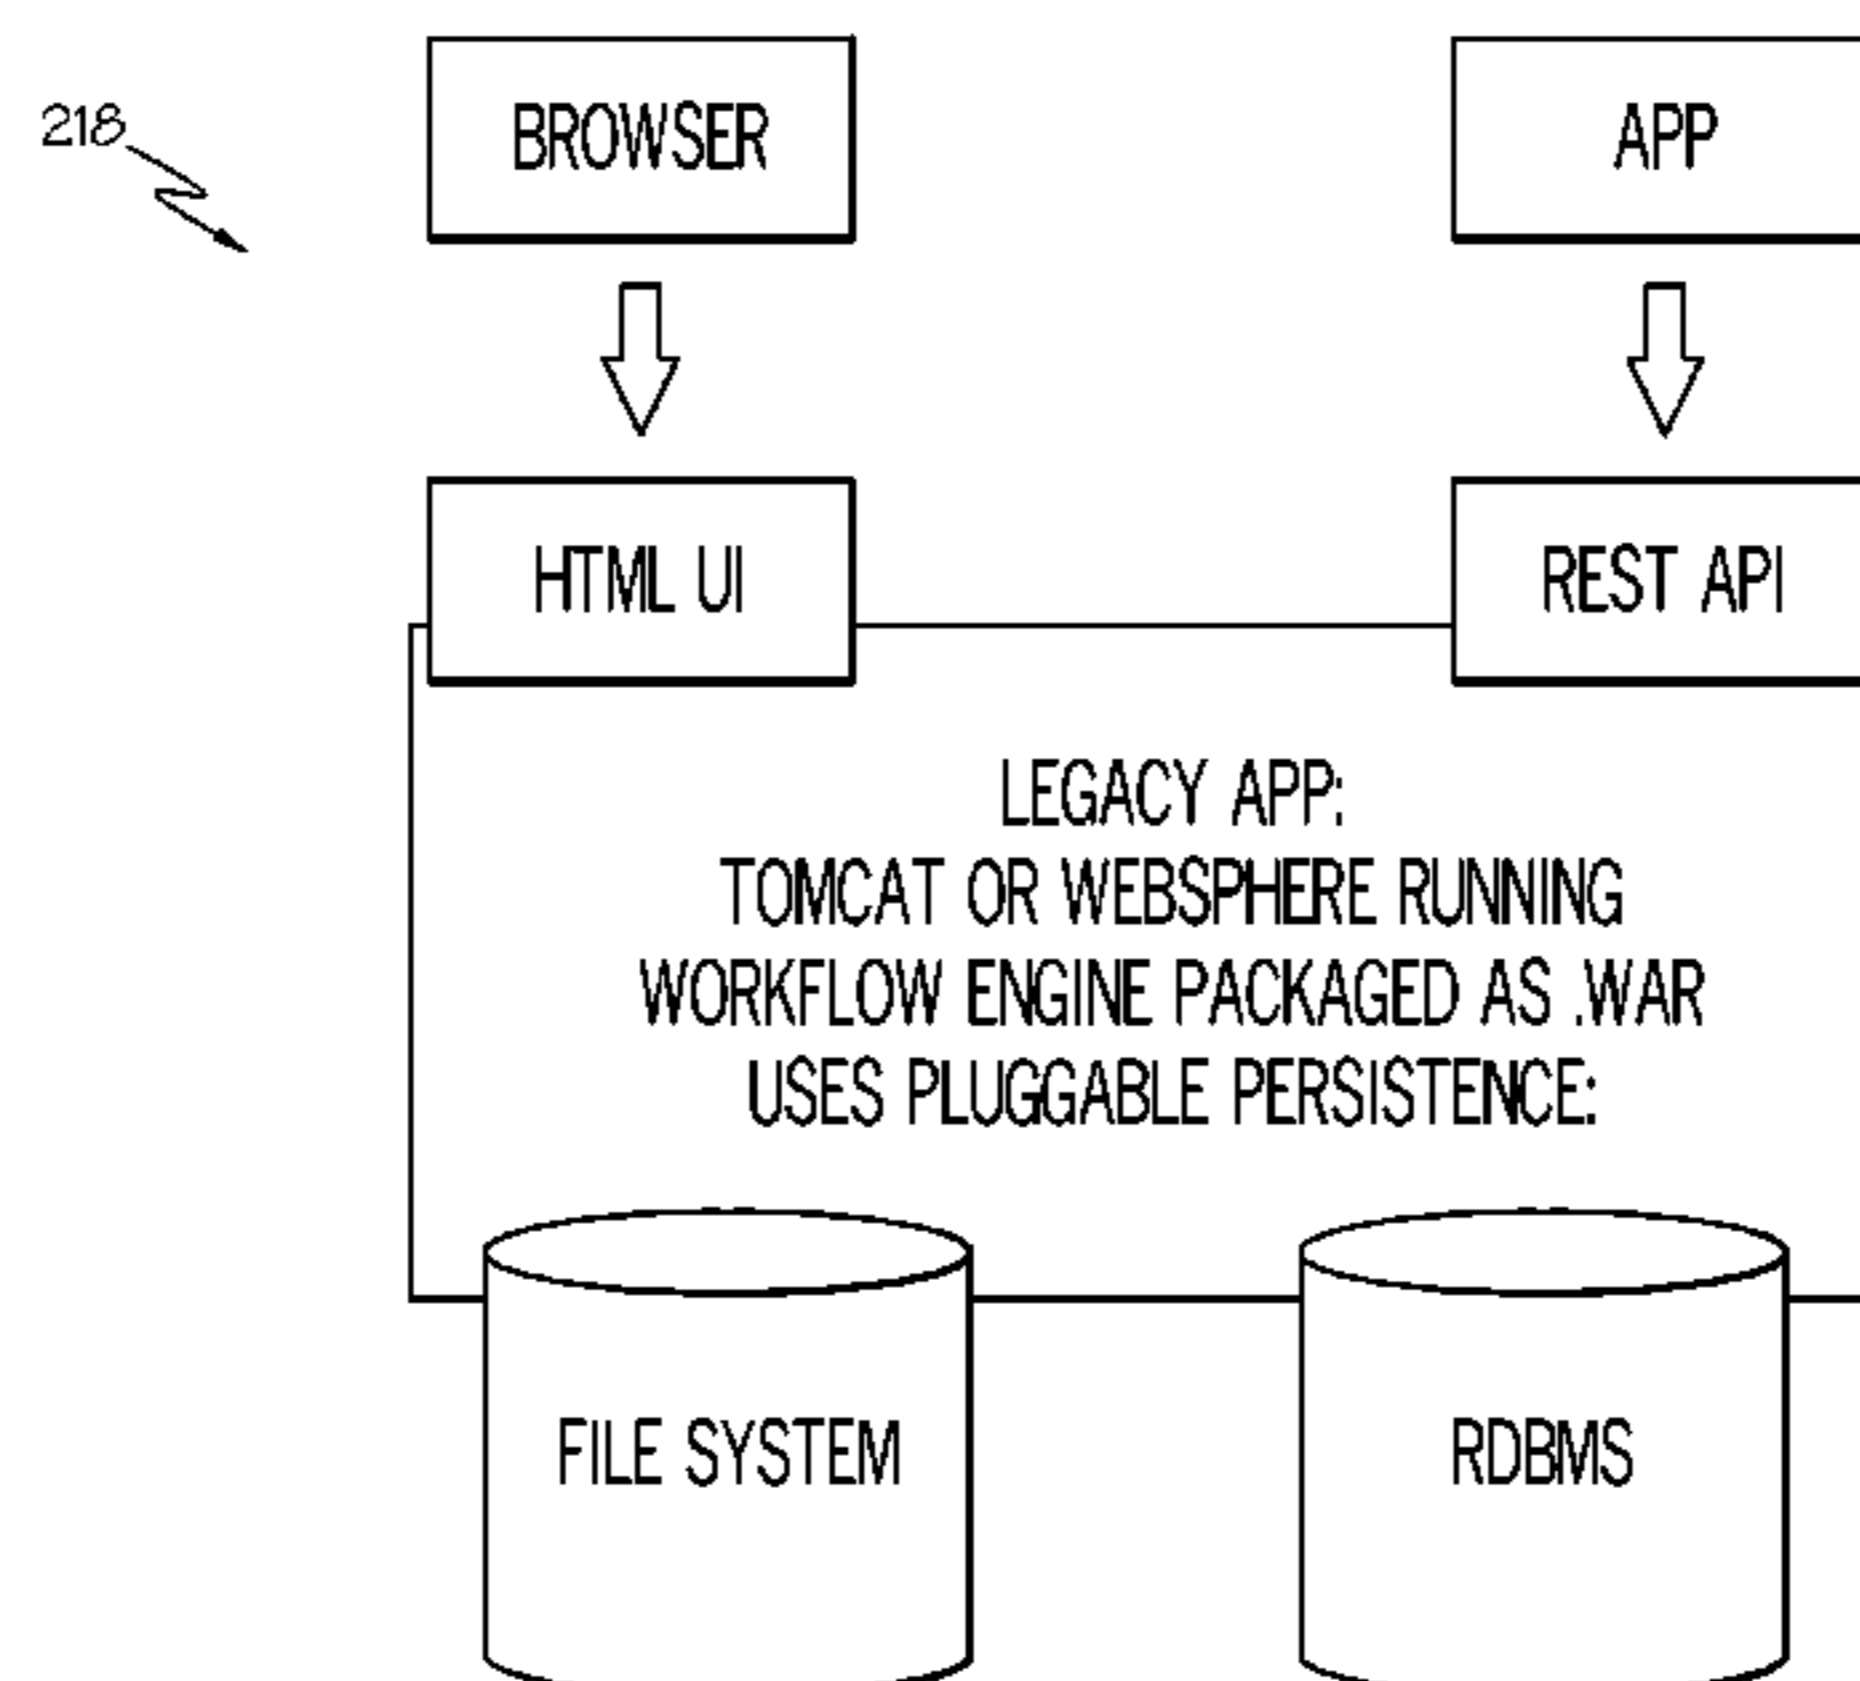 218
BROWSER
APP
HTML UI
REST API
LEGACY APP:
TOMCAT OR WEBSPHERE RUNNING
WORKFLOW ENGINE PACKAGED AS .WAR
USES PLUGGABLE PERSISTENCE:
FILE SYSTEM
RDBMS